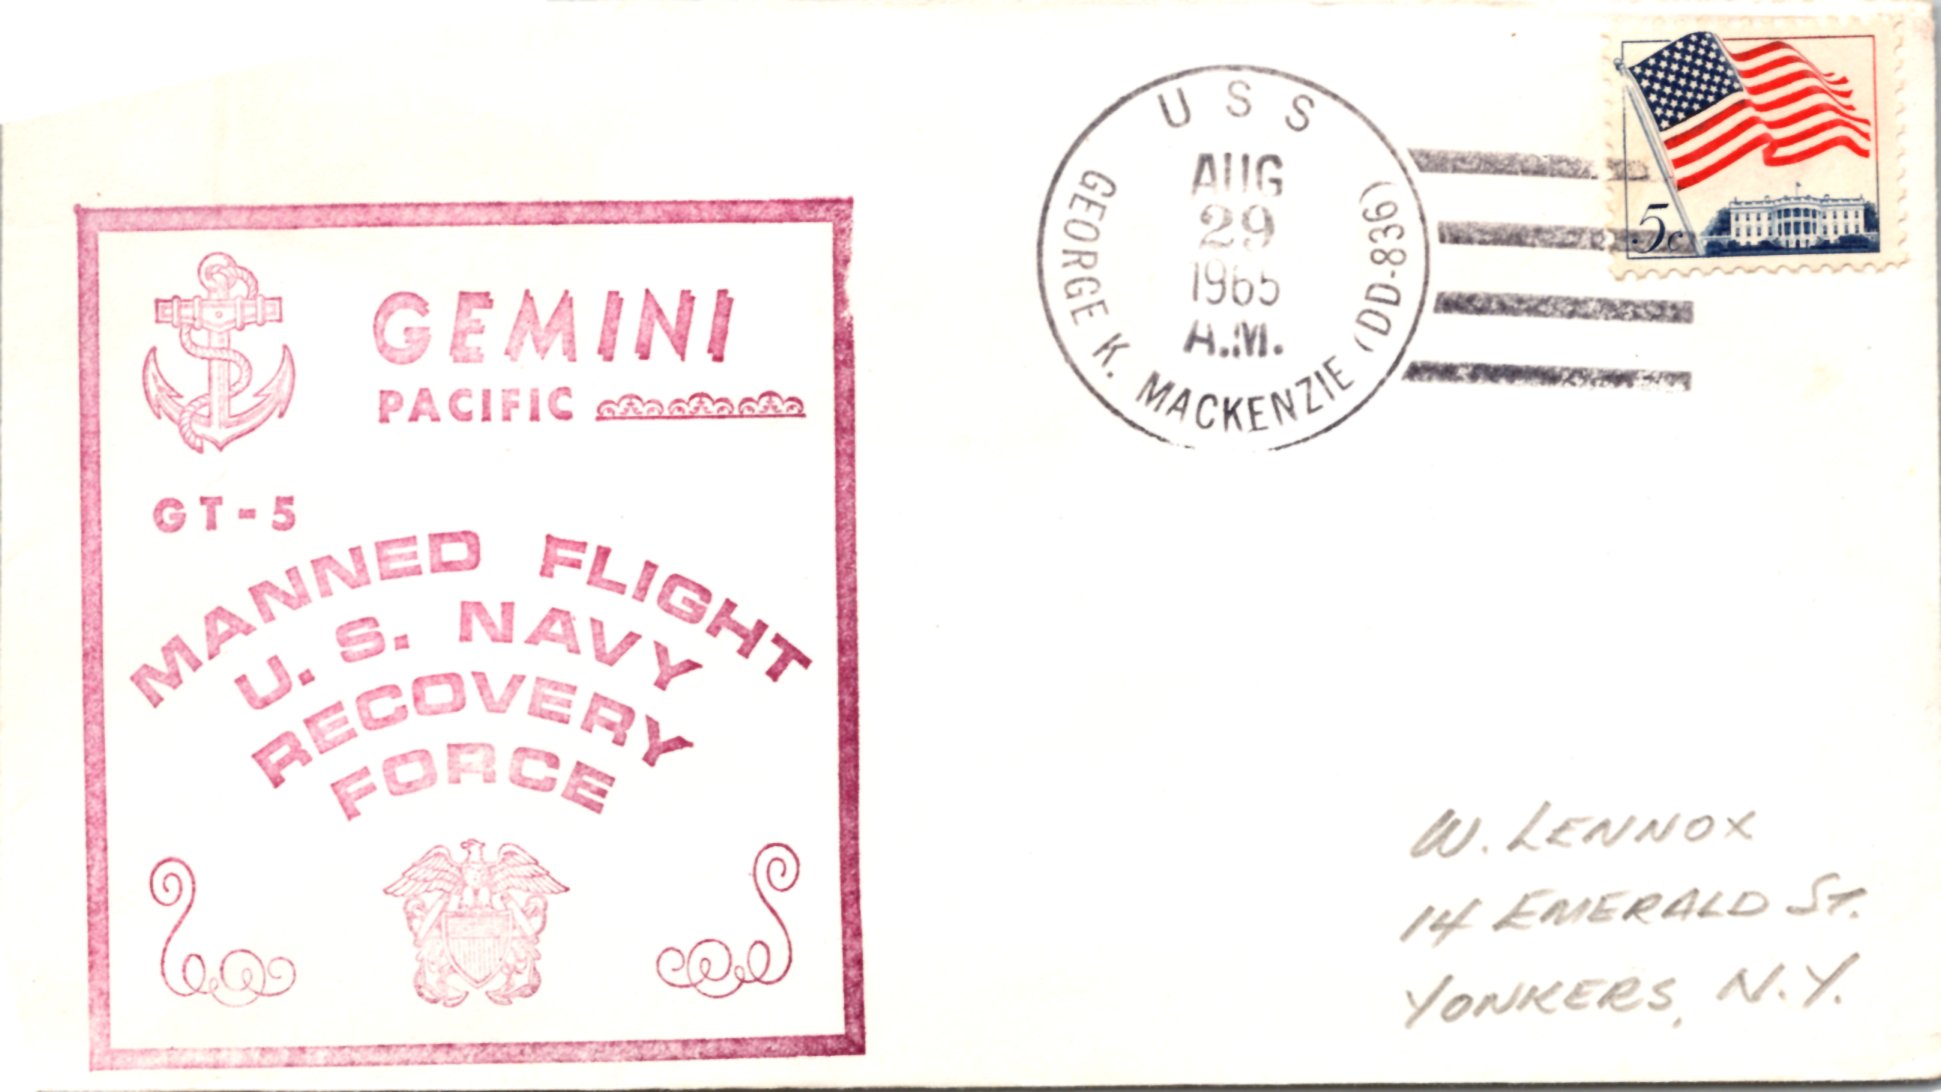 GEMINI
PACIFIC
GT-5
MANNED FLIGHT
U. S. NAVY
RECOVERY
FORCE
USS
GEORGE K. MACKENZIE (DD-836)
AUG
29
1965
A.M.
5c
W. LENNOX
14 EMERALD ST.
YONKERS, N.Y.